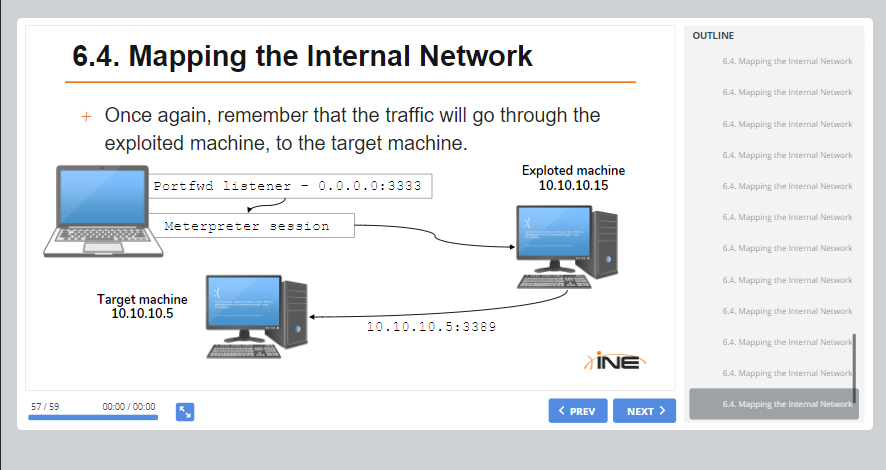 6.4. Mapping the Internal Network
+ Once again, remember that the traffic will go through the
exploited machine, to the target machine.
Portfwd listener - 0.0.0.0:3333
Meterpreter session
Exploted machine
10.10.10.15
Target machine
10.10.10.5
10.10.10.5:3389
iNE
57 / 59
00:00 / 00:00
PREV
NEXT
OUTLINE
6.4. Mapping the Internal Network
6.4. Mapping the Internal Network
6.4. Mapping the Internal Network
6.4. Mapping the Internal Network
6.4. Mapping the Internal Network
6.4. Mapping the Internal Network
6.4. Mapping the Internal Network
6.4. Mapping the Internal Network
6.4. Mapping the Internal Network
6.4. Mapping the Internal Network
6.4. Mapping the Internal Network
6.4. Mapping the Internal Network